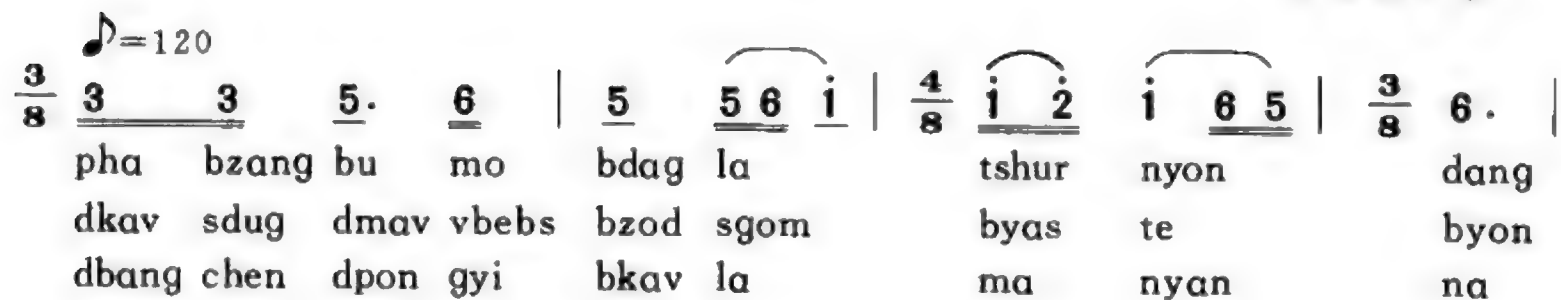 ♪=120
3/8 3 3 5. 6 | 5 5 6 i̇ | 4/8 i̇ 2̇ i̇ 6 5 | 3/8 6. |
pha bzang bu mo bdag la tshur nyon dang
dkav sdug dmav vbebs bzod sgom byas te byon
dbang chen dpon gyi bkav la ma nyan na